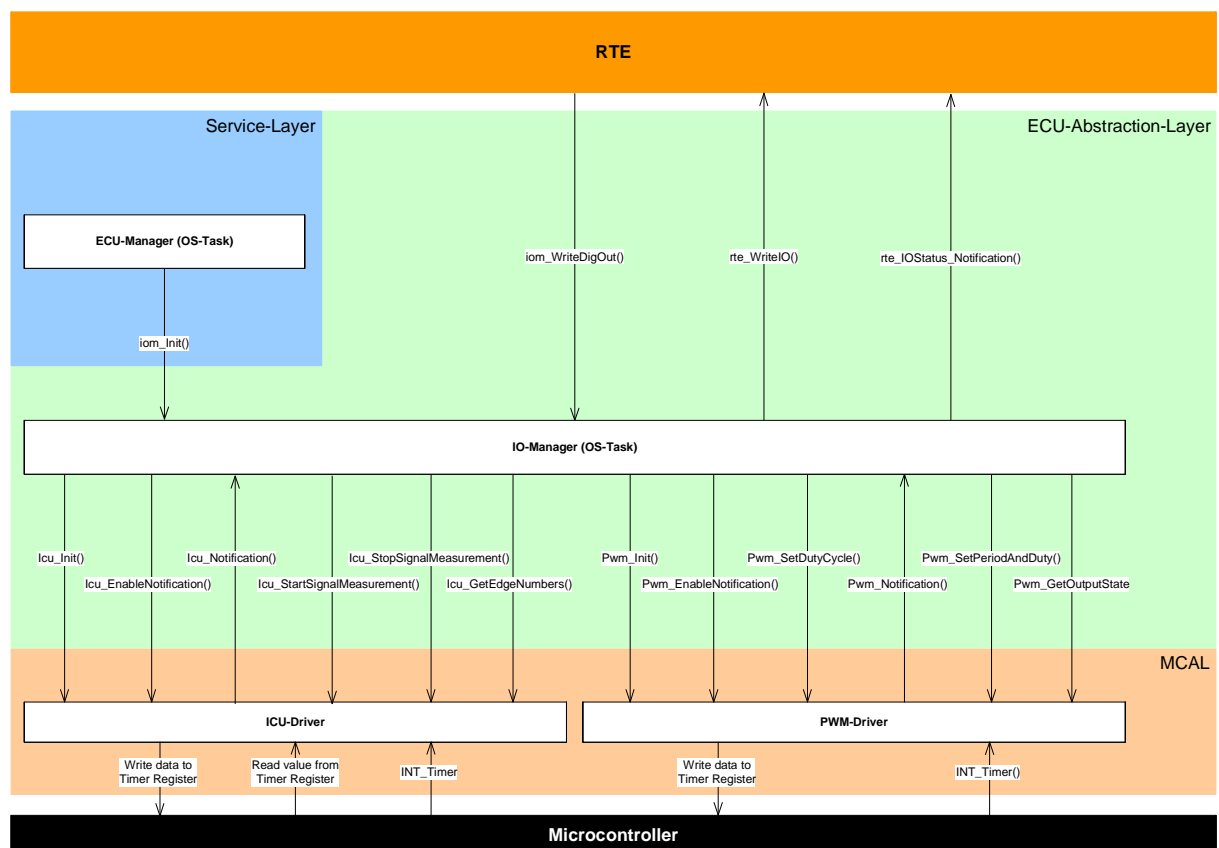 RTE
Service-Layer
ECU-Abstraction-Layer
ECU-Manager (OS-Task)
iom_WriteDigOut()
rte_WriteIO()
rte_IOStatus_Notification()
iom_Init()
IO-Manager (OS-Task)
Icu_Init()
Icu_Notification()
Icu_StopSignalMeasurement()
Pwm_Init()
Pwm_SetDutyCycle()
Pwm_SetPeriodAndDuty()
Icu_EnableNotification()
Icu_StartSignalMeasurement()
Icu_GetEdgeNumbers()
Pwm_EnableNotification()
Pwm_Notification()
Pwm_GetOutputState
MCAL
ICU-Driver
PWM-Driver
Write data to
Timer Register
Read value from
Timer Register
INT_Timer
Write data to
Timer Register
INT_Timer()
Microcontroller